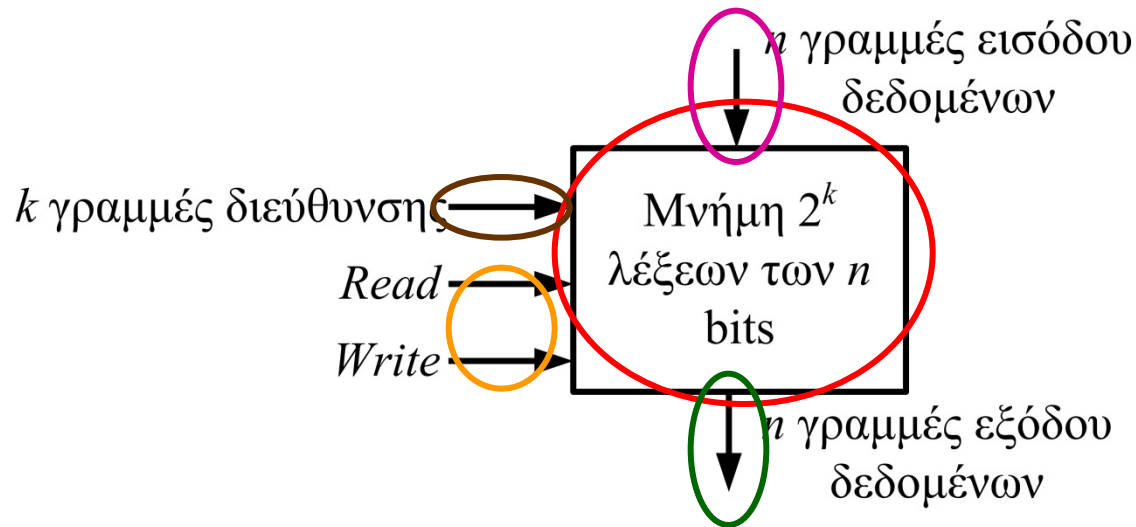 n γραμμές εισόδου
δεδομένων
k γραμμές διεύθυνσης
Read
Write
Μνήμη 2^k
λέξεων των n
bits
n γραμμές εξόδου
δεδομένων